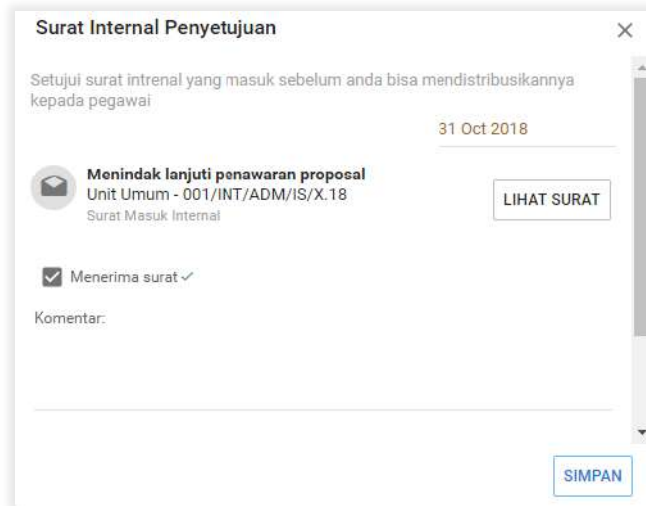 Surat Internal Penyetujuan
Setujui surat intrenal yang masuk sebelum anda bisa mendistribusikannya
kepada pegawai
31 Oct 2018
Menindak lanjuti penawaran proposal
Unit Umum - 001/INT/ADM/IS/X.18
Surat Masuk Internal
LIHAT SURAT
Menerima surat
Komentar:
SIMPAN